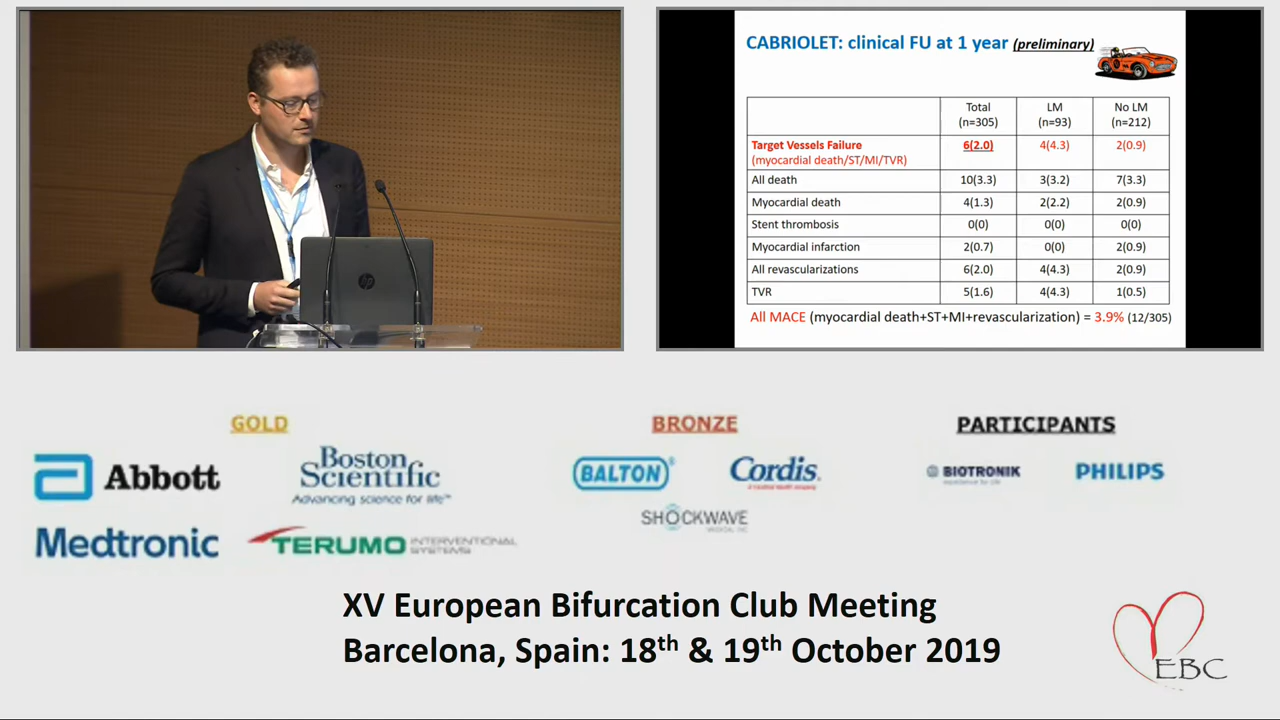 CABRIOLET: clinical FU at 1 year (preliminary)
Total (n=305) LM (n=93) No LM (n=212)
Target Vessels Failure (myocardial death/ST/MI/TVR) 6(2.0) 4(4.3) 2(0.9)
All death 10(3.3) 3(3.2) 7(3.3)
Myocardial death 4(1.3) 2(2.2) 2(0.9)
Stent thrombosis 0(0) 0(0) 0(0)
Myocardial infarction 2(0.7) 0(0) 2(0.9)
All revascularizations 6(2.0) 4(4.3) 2(0.9)
TVR 5(1.6) 4(4.3) 1(0.5)
All MACE (myocardial death+ST+MI+revascularization) = 3.9% (12/305)
hp
GOLD
Abbott
Boston
Scientific
Advancing science for life™
Medtronic
TERUMO INTERVENTIONAL
SYSTEMS
BRONZE
BALTON®
Cordis
SHOCKWAVE
PARTICIPANTS
BIOTRONIK
excellence for life
PHILIPS
XV European Bifurcation Club Meeting
Barcelona, Spain: 18th & 19th October 2019
EBC